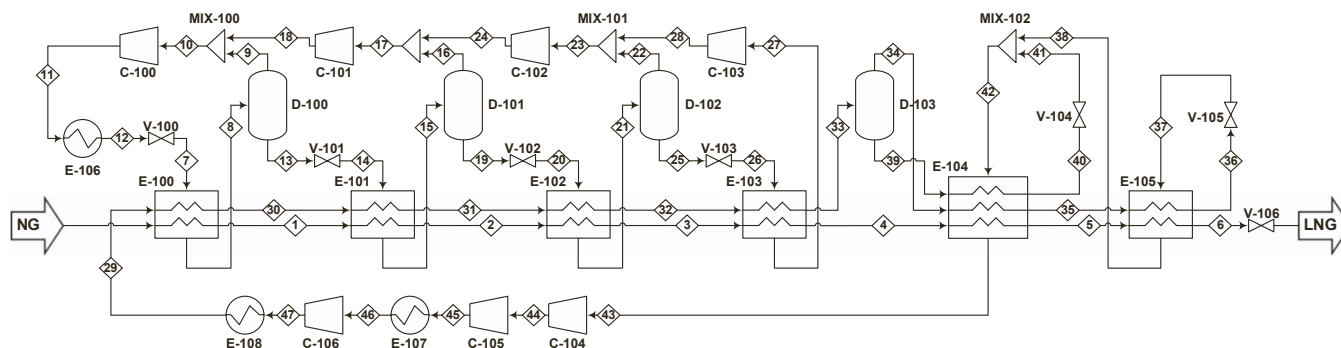 MIX-100
MIX-101
MIX-102
10
9
18
17
16
24
23
22
28
27
34
41
38
C-100
C-101
C-102
C-103
11
D-100
D-101
D-102
D-103
42
37
V-104
V-105
12
V-100
8
15
21
33
E-106
7
13
V-101
14
19
V-102
20
25
V-103
26
39
40
36
E-100
E-101
E-102
E-103
E-104
E-105
30
31
32
35
NG
1
2
3
4
5
6
V-106
LNG
29
47
46
45
44
43
E-108
C-106
E-107
C-105
C-104